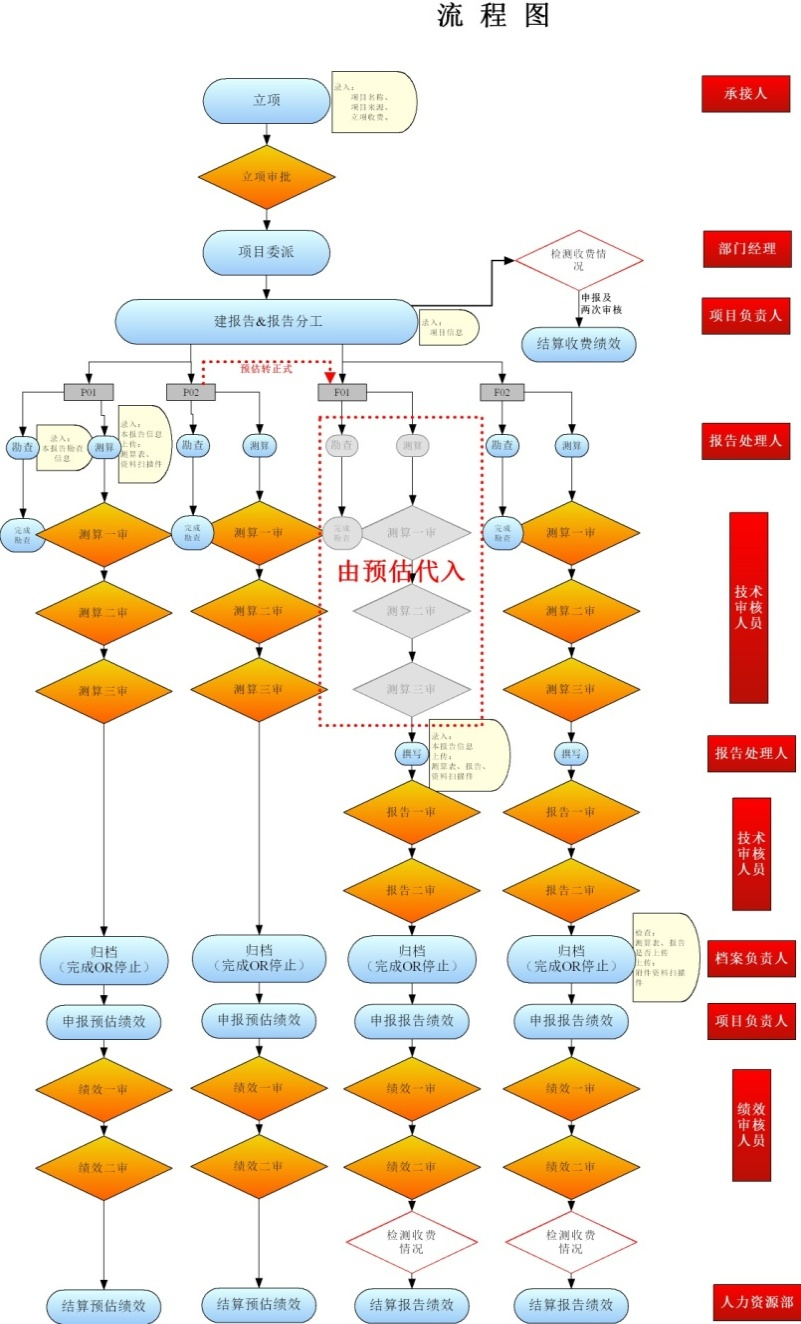 流 程 图
立项
录入：
项目名称、
项目来源、
立项收费。
承接人
立项审批
项目委派
检测收费情
况
部门经理
申报及
两次审核
建报告&报告分工
录入：
项目信息
结算收费绩效
项目负责人
预估转正式
P01
P02
F01
F02
勘查
录入：
本报告勘查
信息
测算
录入：
本报告信息
上传：
测算表、
资料扫描件
勘查
测算
勘查
测算
勘查
测算
报告处理人
完成
勘查
测算一审
完成
勘查
测算一审
完成
勘查
测算一审
完成
勘查
测算一审
由预估代入
技术
审核
人员
测算二审
测算二审
测算二审
测算二审
测算三审
测算三审
测算三审
测算三审
撰写
录入：
本报告信息
上传：
测算表、报告、
资料扫描件
撰写
报告处理人
报告一审
报告一审
技术
审核
人员
报告二审
报告二审
归档
（完成OR停止）
归档
（完成OR停止）
归档
（完成OR停止）
归档
（完成OR停止）
检查：
测算表、报告
是否上传
上传：
附件资料扫描
件
档案负责人
申报预估绩效
申报预估绩效
申报报告绩效
申报报告绩效
项目负责人
绩效一审
绩效一审
绩效一审
绩效一审
绩效
审核
人员
绩效二审
绩效二审
绩效二审
绩效二审
检测收费
情况
检测收费
情况
结算预估绩效
结算预估绩效
结算报告绩效
结算报告绩效
人力资源部